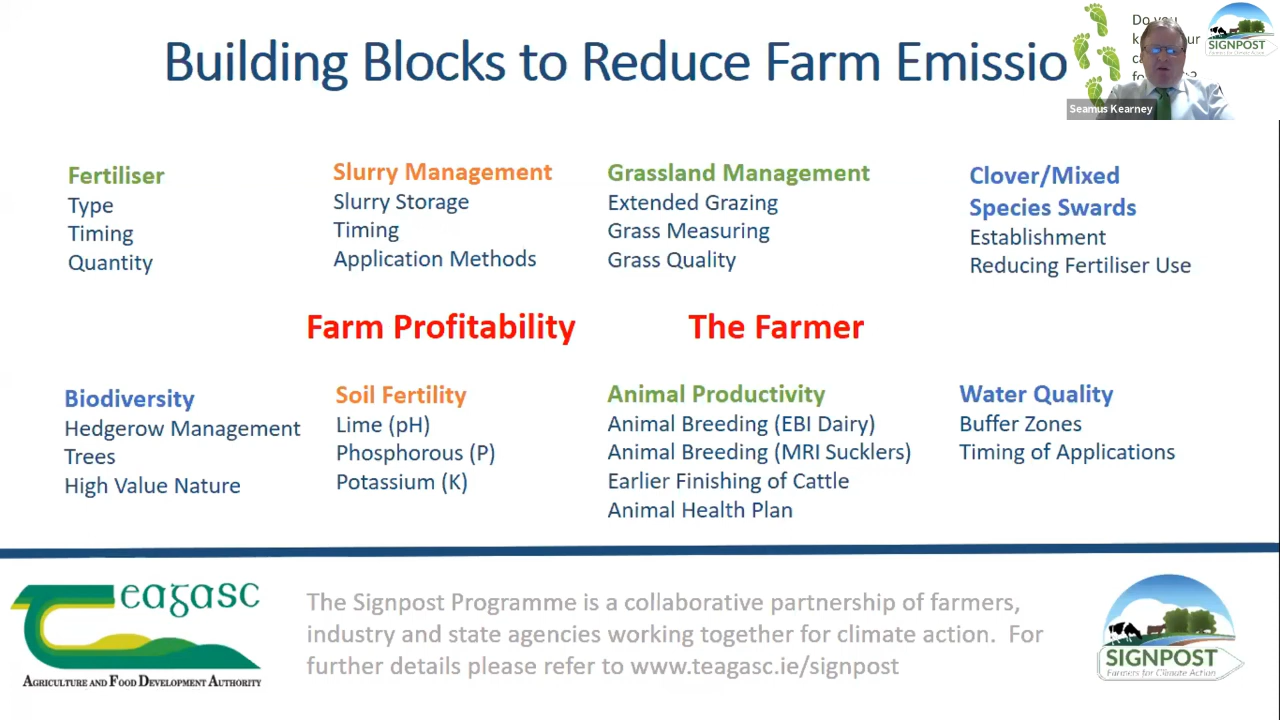 Building Blocks to Reduce Farm Emissio
Do you
SIGNPOST
Farmers for Climate Action
Seamus Kearney
Fertiliser
Type
Timing
Quantity
Slurry Management
Slurry Storage
Timing
Application Methods
Grassland Management
Extended Grazing
Grass Measuring
Grass Quality
Clover/Mixed
Species Swards
Establishment
Reducing Fertiliser Use
Farm Profitability
The Farmer
Biodiversity
Hedgerow Management
Trees
High Value Nature
Soil Fertility
Lime (pH)
Phosphorous (P)
Potassium (K)
Animal Productivity
Animal Breeding (EBI Dairy)
Animal Breeding (MRI Sucklers)
Earlier Finishing of Cattle
Animal Health Plan
Water Quality
Buffer Zones
Timing of Applications
Teagasc
AGRICULTURE AND FOOD DEVELOPMENT AUTHORITY
The Signpost Programme is a collaborative partnership of farmers,
industry and state agencies working together for climate action. For
further details please refer to www.teagasc.ie/signpost
SIGNPOST
Farmers for Climate Action